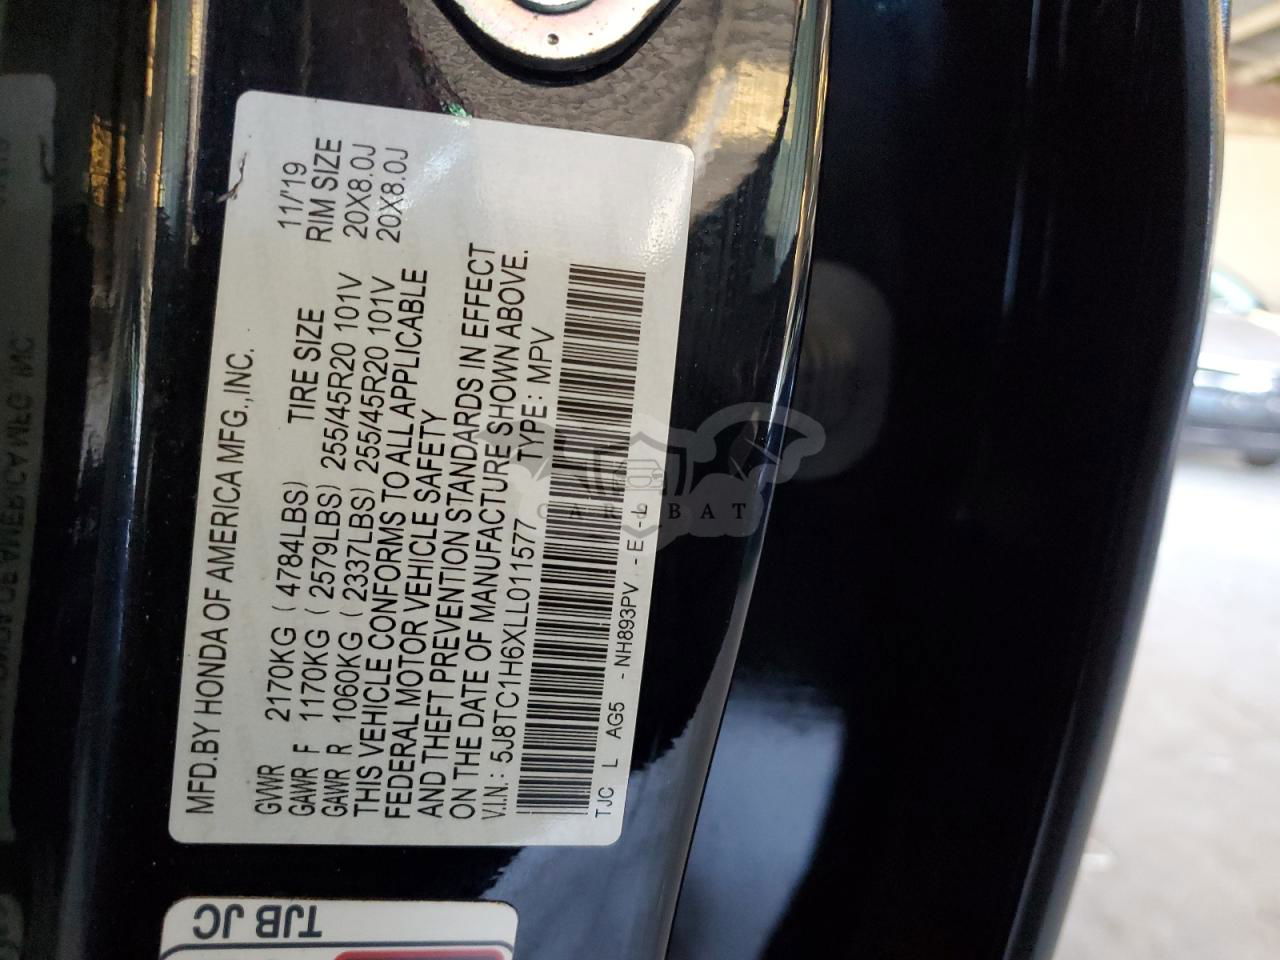 MFD.BY HONDA OF AMERICA MFG.,INC. 11/'19
GVWR 2170KG ( 4784LBS) TIRE SIZE RIM SIZE
GAWR F 1170KG ( 2579LBS) 255/45R20 101V 20X8.0J
GAWR R 1060KG ( 2337LBS) 255/45R20 101V 20X8.0J
THIS VEHICLE CONFORMS TO ALL APPLICABLE
FEDERAL MOTOR VEHICLE SAFETY
AND THEFT PREVENTION STANDARDS IN EFFECT
ON THE DATE OF MANUFACTURE SHOWN ABOVE.
V.I.N.: 5J8TC1H6XLL011577 TYPE: MPV
TJC L AG5 - NH893PV - E - L
TJB JC
CAR BAT